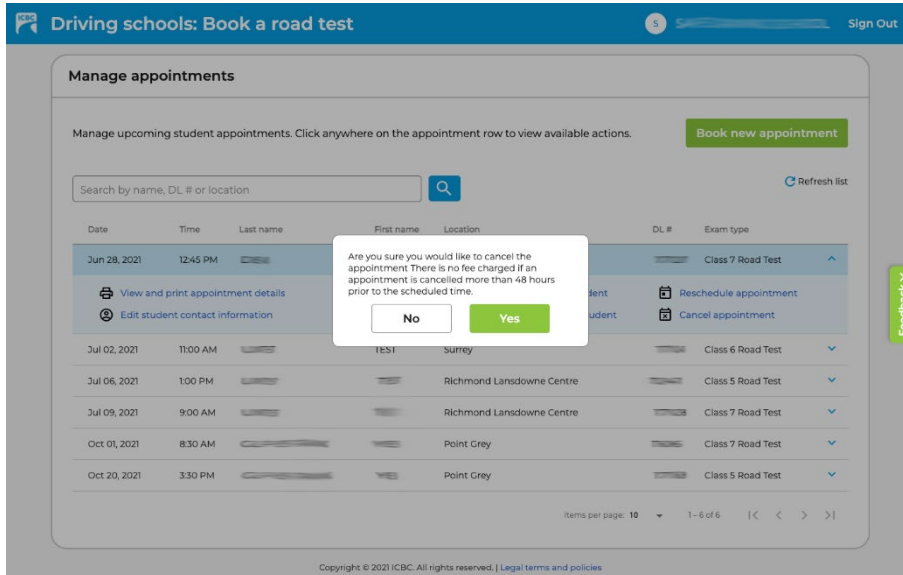 ICBC
Driving schools: Book a road test
S
Sign Out
Manage appointments
Manage upcoming student appointments. Click anywhere on the appointment row to view available actions.
Book new appointment
Search by name, DL # or location
Refresh list
Date Time Last name First name Location DL # Exam type
Jun 28, 2021 12:45 PM Class 7 Road Test
Are you sure you would like to cancel the
appointment There is no fee charged if an
appointment is cancelled more than 48 hours
prior to the scheduled time.
No Yes
View and print appointment details Reschedule appointment
Edit student contact information Cancel appointment
Jul 02, 2021 11:00 AM TEST Surrey Class 6 Road Test
Jul 06, 2021 1:00 PM Richmond Lansdowne Centre Class 5 Road Test
Jul 09, 2021 9:00 AM Richmond Lansdowne Centre Class 7 Road Test
Oct 01, 2021 8:30 AM Point Grey Class 7 Road Test
Oct 20, 2021 3:30 PM Point Grey Class 5 Road Test
Items per page: 10 1 - 6 of 6
Feedback
Copyright © 2021 ICBC. All rights reserved. | Legal terms and policies